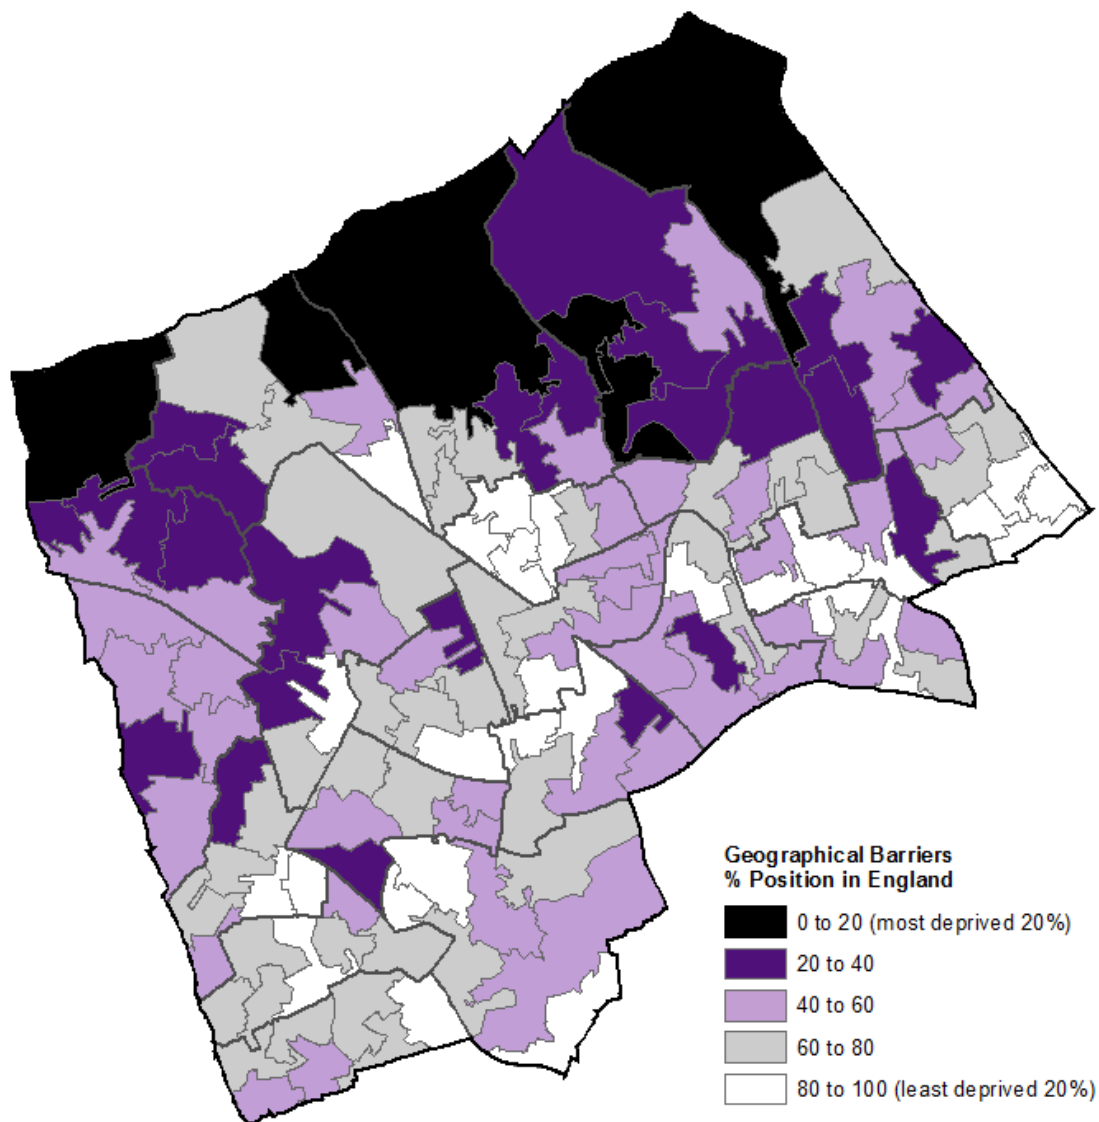 Geographical Barriers
% Position in England
0 to 20 (most deprived 20%)
20 to 40
40 to 60
60 to 80
80 to 100 (least deprived 20%)